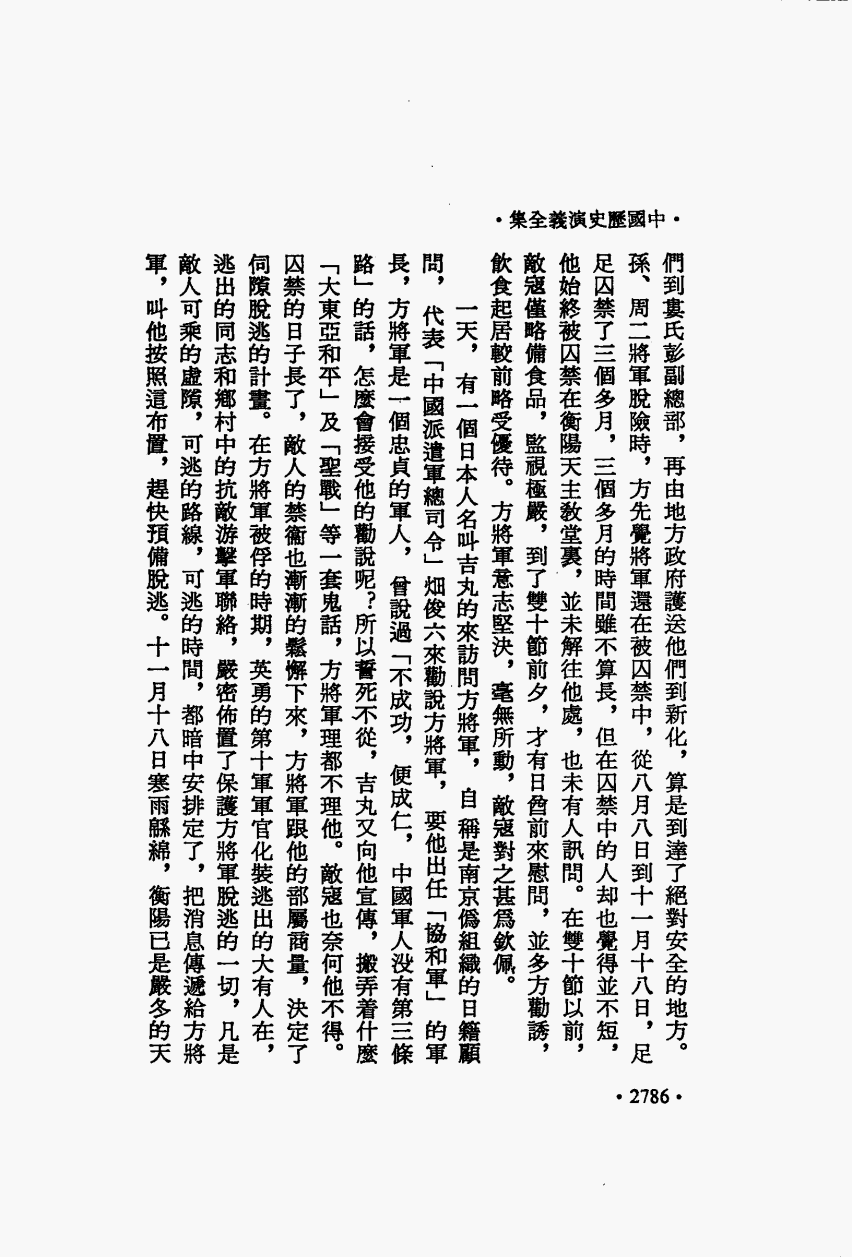 •中國歷史演義全集•
們到婁氏彭副總部，再由地方政府護送他們到新化，算是到達了絕對安全的地方。
孫、周二將軍脫險時，方先覺將軍還在被囚禁中，從八月八日到十一月十八日，足
足囚禁了三個多月，三個多月的時間雖不算長，但在囚禁中的人却也覺得並不短，
他始終被囚禁在衡陽天主教堂裏，並未解往他處，也未有人訊問。在雙十節以前，
敵寇僅略備食品，監視極嚴，到了雙十節前夕，才有日酋前來慰問，並多方勸誘，
飲食起居較前略受優待。方將軍意志堅決，毫無所動，敵寇對之甚爲欽佩。
一天，有一個日本人名叫吉丸的來訪問方將軍，自稱是南京僞組織的日籍顧
問，代表「中國派遣軍總司令」畑俊六來勸說方將軍，要他出任「協和軍」的軍
長，方將軍是一個忠貞的軍人，曾說過「不成功，便成仁，中國軍人沒有第三條
路」的話，怎麼會接受他的勸說呢？所以誓死不從，吉丸又向他宣傳，搬弄着什麼
「大東亞和平」及「聖戰」等一套鬼話，方將軍理都不理他。敵寇也奈何他不得。
囚禁的日子長了，敵人的禁衞也漸漸的鬆懈下來，方將軍跟他的部屬商量，決定了
伺隙脫逃的計畫。在方將軍被俘的時期，英勇的第十軍軍官化裝逃出的大有人在，
逃出的同志和鄉村中的抗敵游擊軍聯絡，嚴密佈置了保護方將軍脫逃的一切，凡是
敵人可乘的虛隙，可逃的路線，可逃的時間，都暗中安排定了，把消息傳遞給方將
軍，叫他按照這布置，趕快預備脫逃。十一月十八日寒雨緜綿，衡陽已是嚴冬的天
•2786•